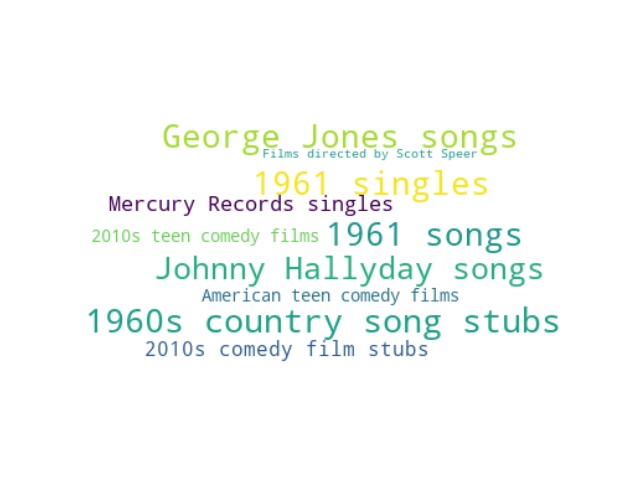 George Jones songs
Films directed by Scott Speer
1961 singles
Mercury Records singles
2010s teen comedy films
1961 songs
Johnny Hallyday songs
American teen comedy films
1960s country song stubs
2010s comedy film stubs